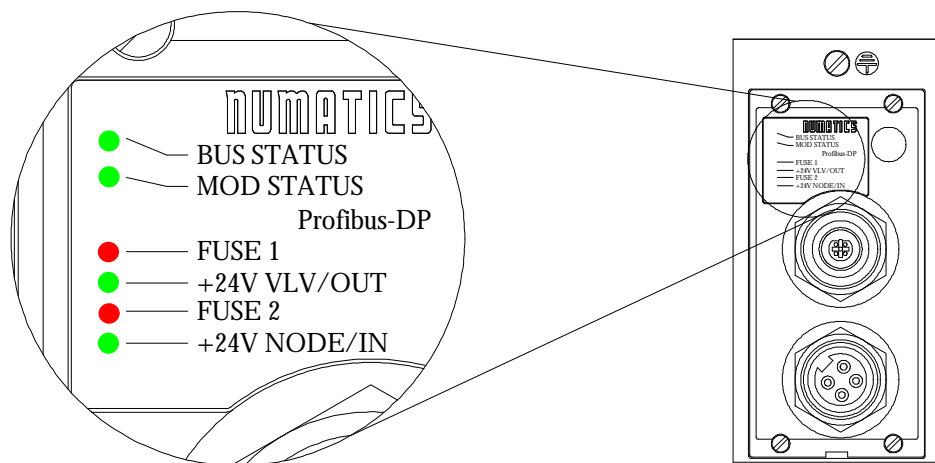 NUMATICS
BUS STATUS
MOD STATUS
Profibus-DP
FUSE 1
+24V VLV/OUT
FUSE 2
+24V NODE/IN
NUMATICS
BUS STATUS
MOD STATUS
Profibus-DP
FUSE 1
+24V VLV/OUT
FUSE 2
+24V NODE/IN